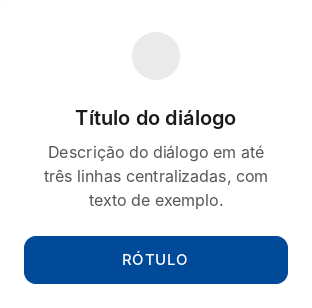 Título do diálogo
Descrição do diálogo em até
três linhas centralizadas, com
texto de exemplo.
RÓTULO